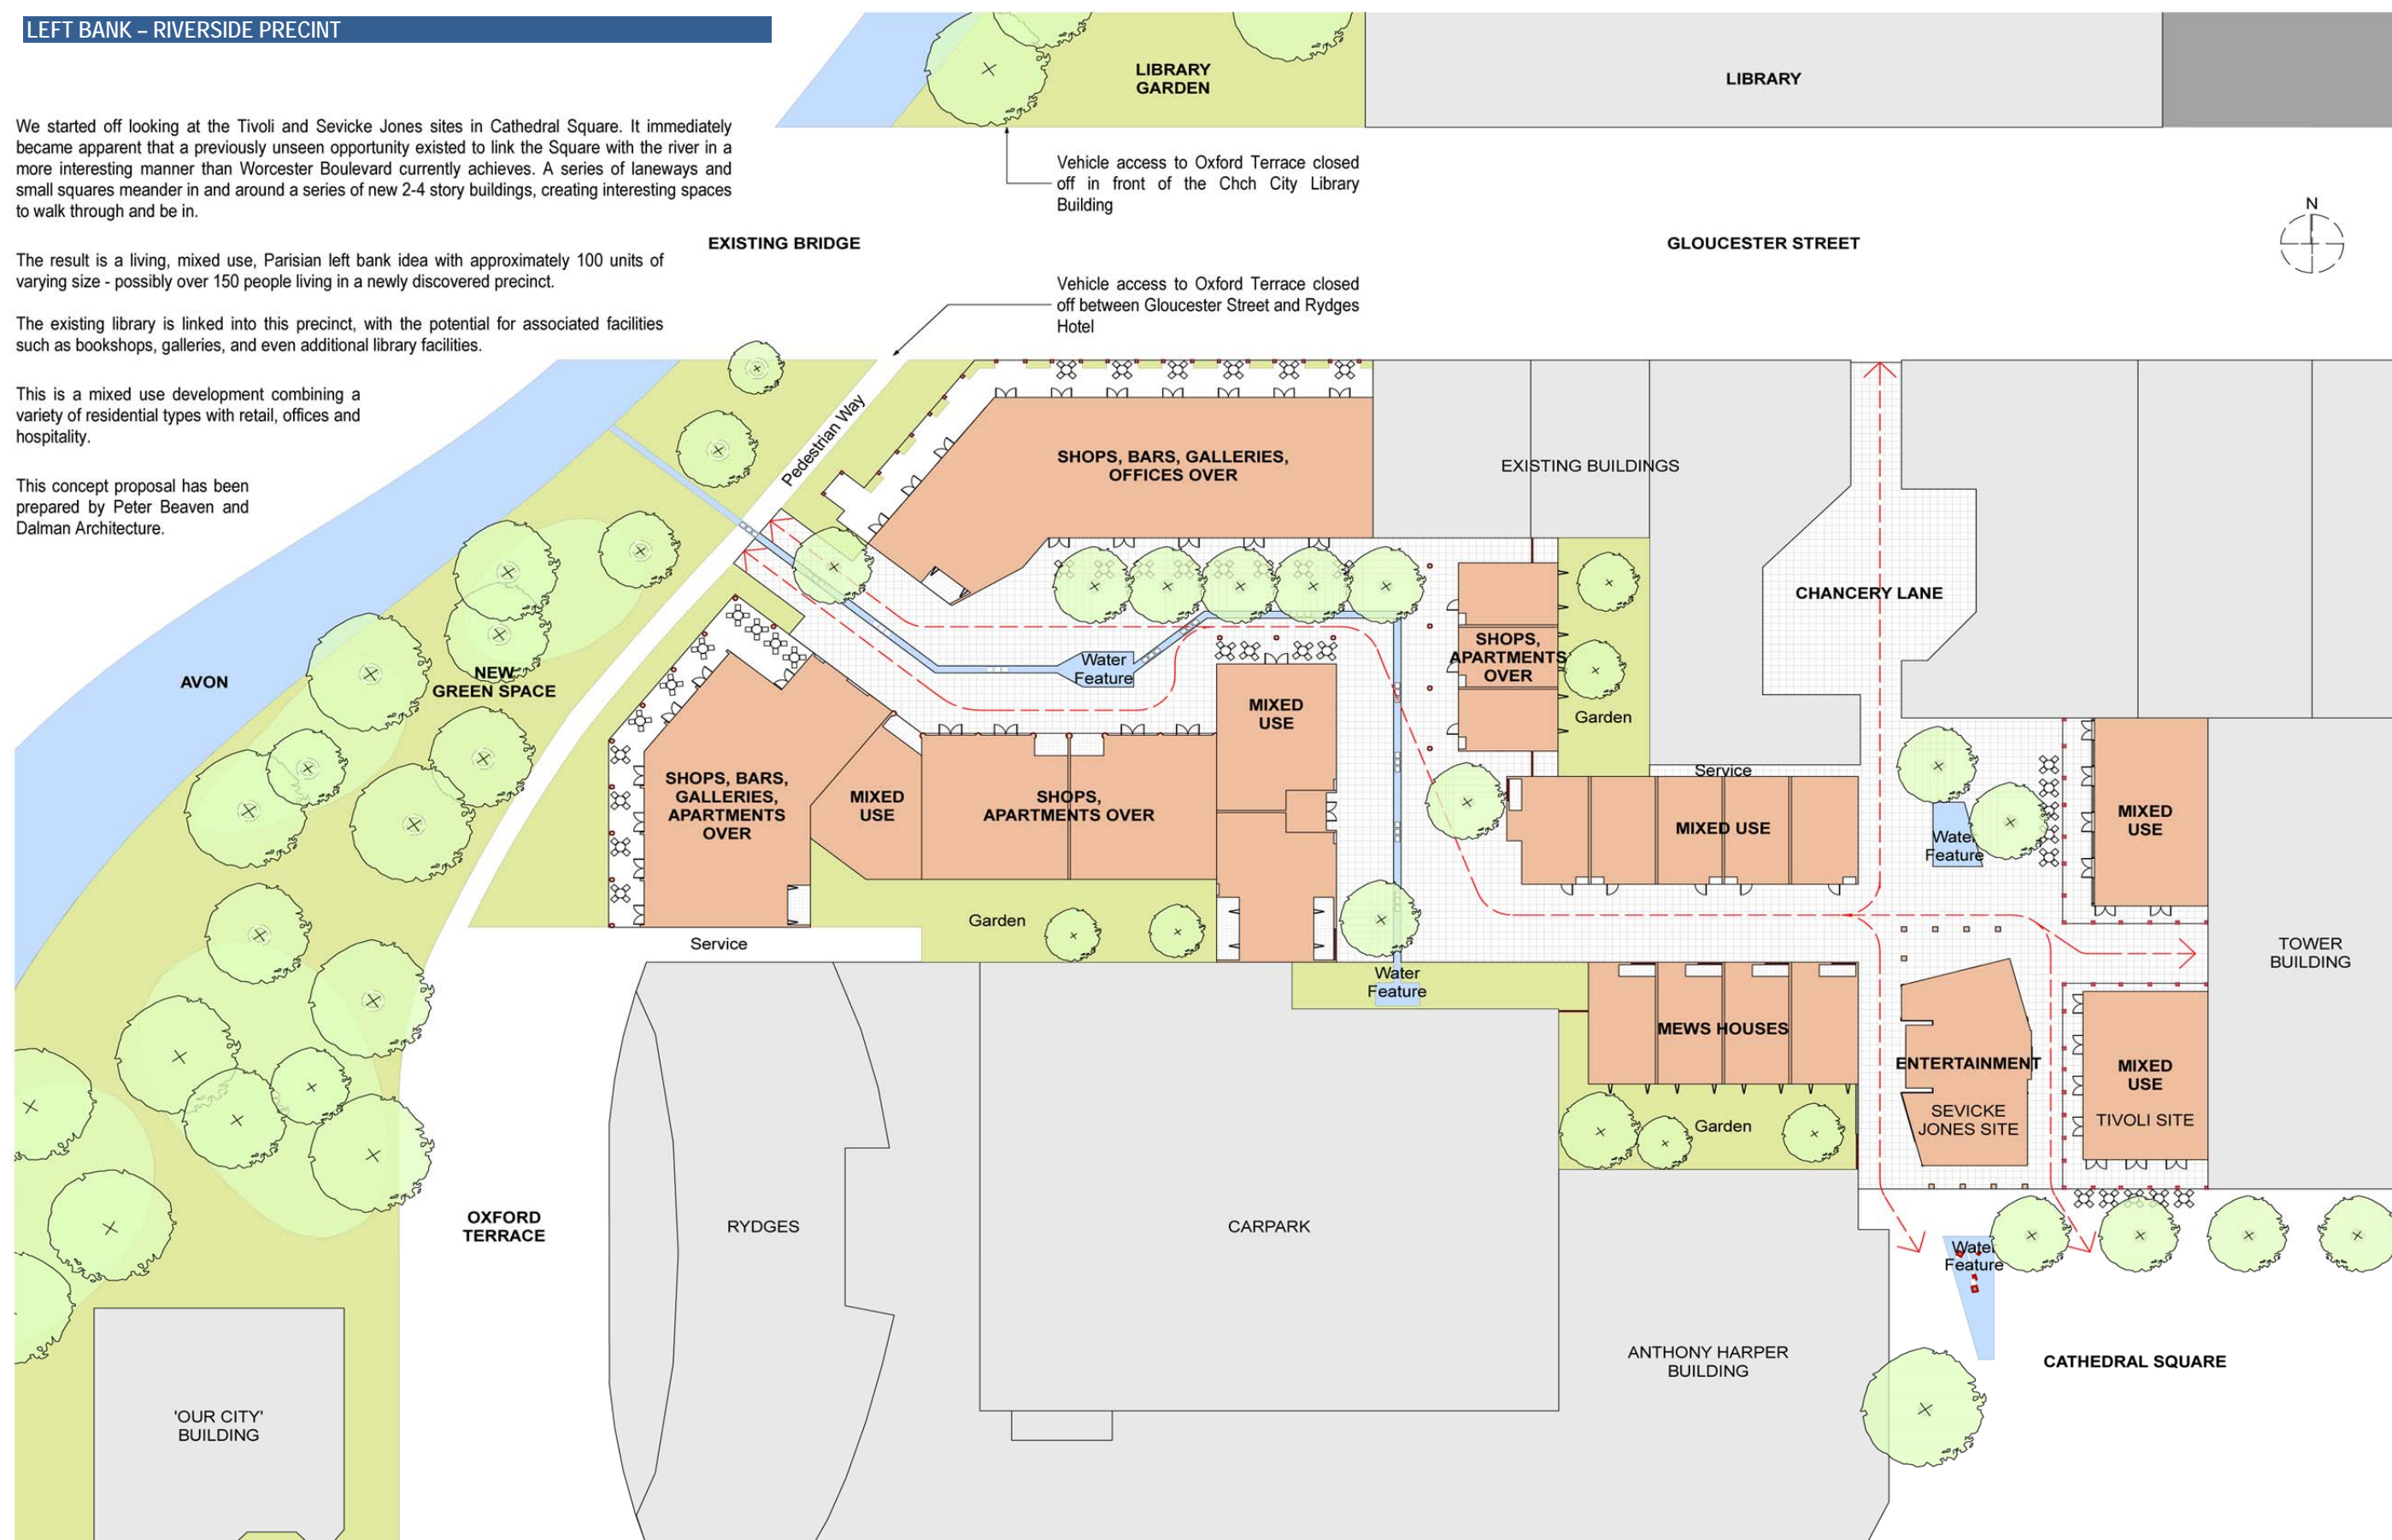 LEFT BANK – RIVERSIDE PRECINT
We started off looking at the Tivoli and Sevicke Jones sites in Cathedral Square. It immediately
became apparent that a previously unseen opportunity existed to link the Square with the river in a
more interesting manner than Worcester Boulevard currently achieves. A series of laneways and
small squares meander in and around a series of new 2-4 story buildings, creating interesting spaces
to walk through and be in.
The result is a living, mixed use, Parisian left bank idea with approximately 100 units of
varying size - possibly over 150 people living in a newly discovered precinct.
The existing library is linked into this precinct, with the potential for associated facilities
such as bookshops, galleries, and even additional library facilities.
This is a mixed use development combining a
variety of residential types with retail, offices and
hospitality.
This concept proposal has been
prepared by Peter Beaven and
Dalman Architecture.
LIBRARY
GARDEN
LIBRARY
Vehicle access to Oxford Terrace closed
off in front of the Chch City Library
Building
EXISTING BRIDGE
GLOUCESTER STREET
N
Vehicle access to Oxford Terrace closed
off between Gloucester Street and Rydges
Hotel
Pedestrian Way
SHOPS, BARS, GALLERIES,
OFFICES OVER
EXISTING BUILDINGS
CHANCERY LANE
AVON
NEW
GREEN SPACE
Water
Feature
SHOPS,
APARTMENTS
OVER
MIXED
USE
Garden
SHOPS, BARS,
GALLERIES,
APARTMENTS
OVER
MIXED
USE
SHOPS,
APARTMENTS OVER
Service
MIXED USE
Water
Feature
MIXED
USE
Garden
Service
Water
Feature
TOWER
BUILDING
MEWS HOUSES
ENTERTAINMENT
SEVICKE
JONES SITE
MIXED
USE
TIVOLI SITE
Garden
OXFORD
TERRACE
RYDGES
CARPARK
Water
Feature
ANTHONY HARPER
BUILDING
CATHEDRAL SQUARE
'OUR CITY'
BUILDING